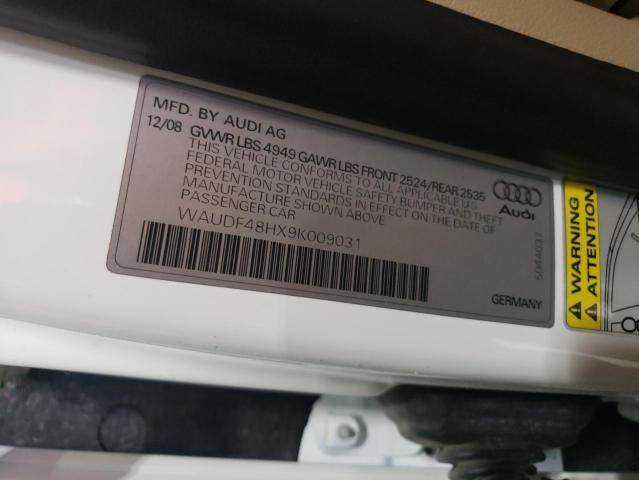 MFD. BY AUDI AG
12/08 GVWR LBS 4949 GAWR LBS FRONT 2524/REAR 2535
THIS VEHICLE CONFORMS TO ALL APPLICABLE U.S.
FEDERAL MOTOR VEHICLE SAFETY BUMPER AND THEFT
PREVENTION STANDARDS IN EFFECT ON THE DATE OF
MANUFACTURE SHOWN ABOVE
PASSENGER CAR
WAUDF48HX9K009031
Audi
5044037
GERMANY
WARNING
ATTENTION